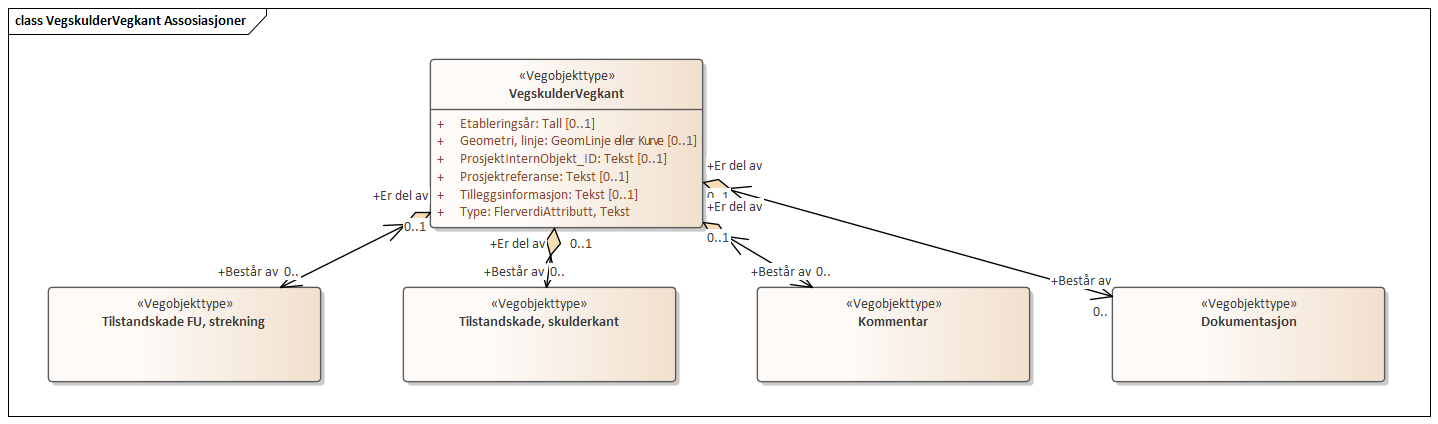 class VegskulderVegkant Assosiasjoner
«Vegobjekttype»
VegskulderVegkant
+ Etableringsår: Tall [0..1]
+ Geometri, linje: GeomLinje eller Kurve [0..1]
+ ProsjektInternObjekt_ID: Tekst [0..1]
+ Prosjektreferanse: Tekst [0..1]
+ Tilleggsinformasjon: Tekst [0..1]
+ Type: FlerverdiAttributt, Tekst
+Er del av
0..1
+Er del av
0..1
+Er del av
0..1
+Er del av
0..1
+Består av 0..
+Består av 0..
+Består av 0..
+Består av
0..
«Vegobjekttype»
Tilstandskade FU, strekning
«Vegobjekttype»
Tilstandskade, skulderkant
«Vegobjekttype»
Kommentar
«Vegobjekttype»
Dokumentasjon